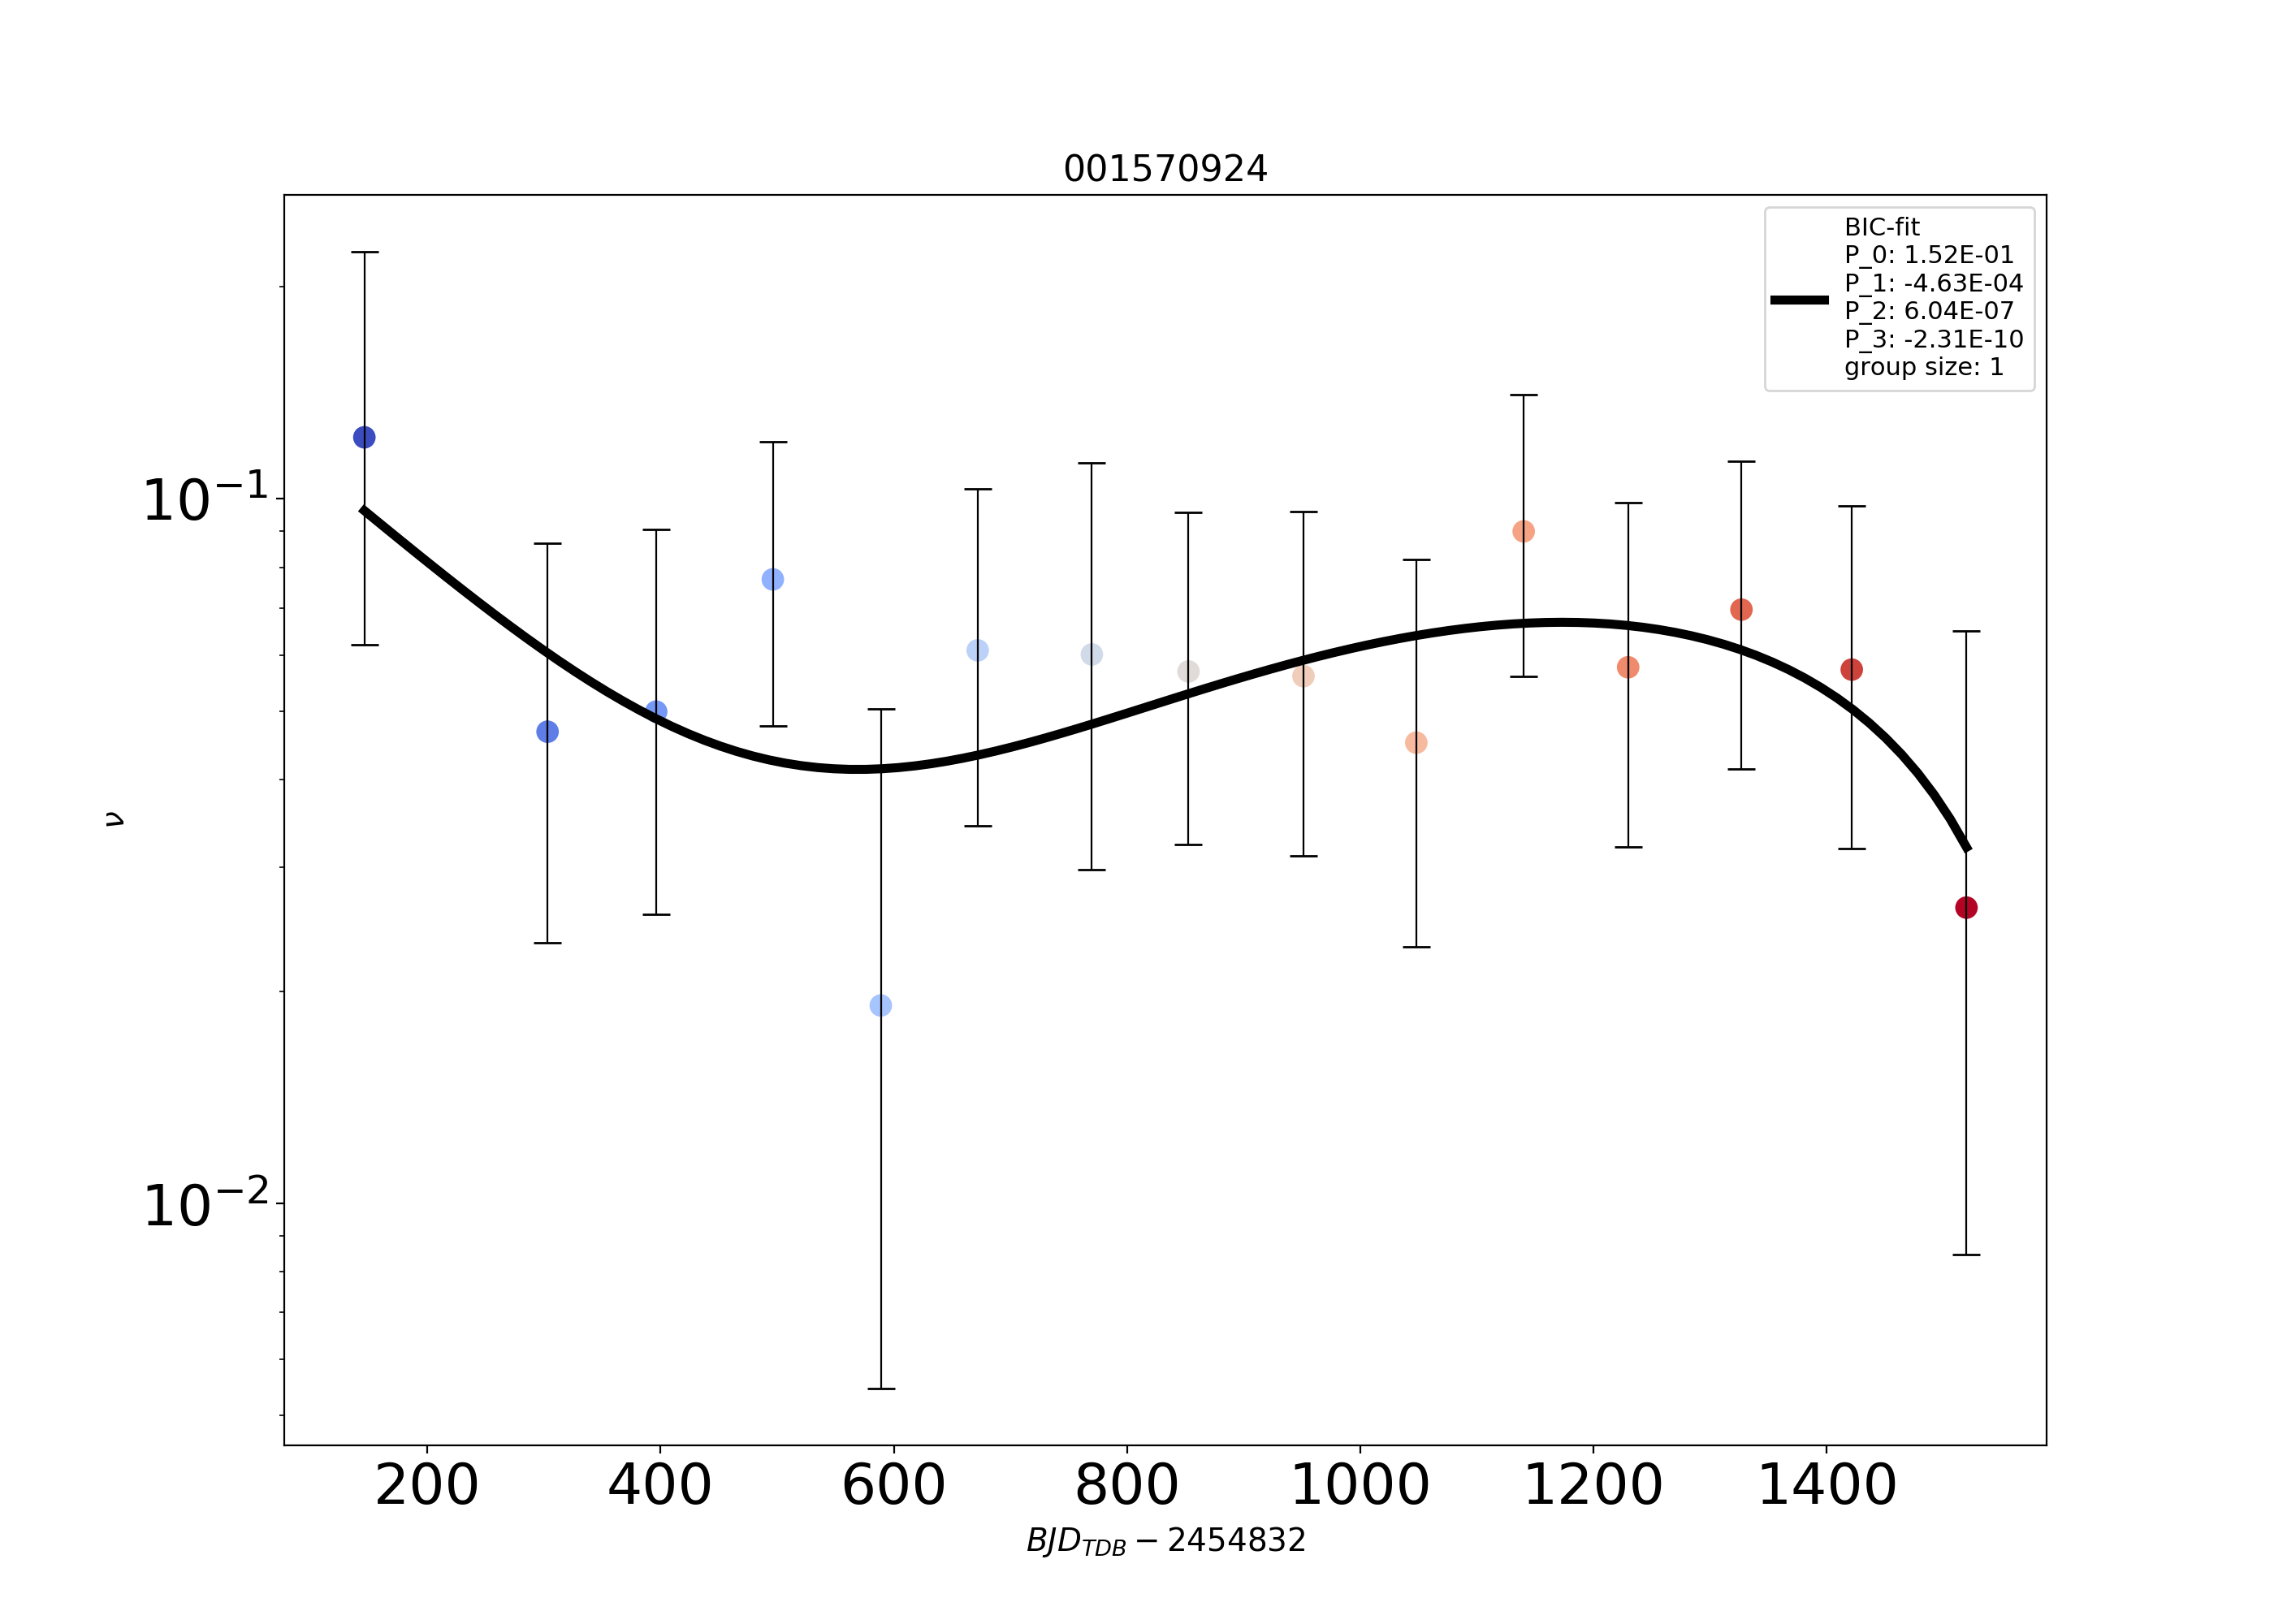 001570924
BIC-fit
P_0: 1.52E-01
P_1: -4.63E-04
P_2: 6.04E-07
P_3: -2.31E-10
group size: 1
10⁻¹
ν
10⁻²
200 400 600 800 1000 1200 1400
BJD_TDB − 2454832